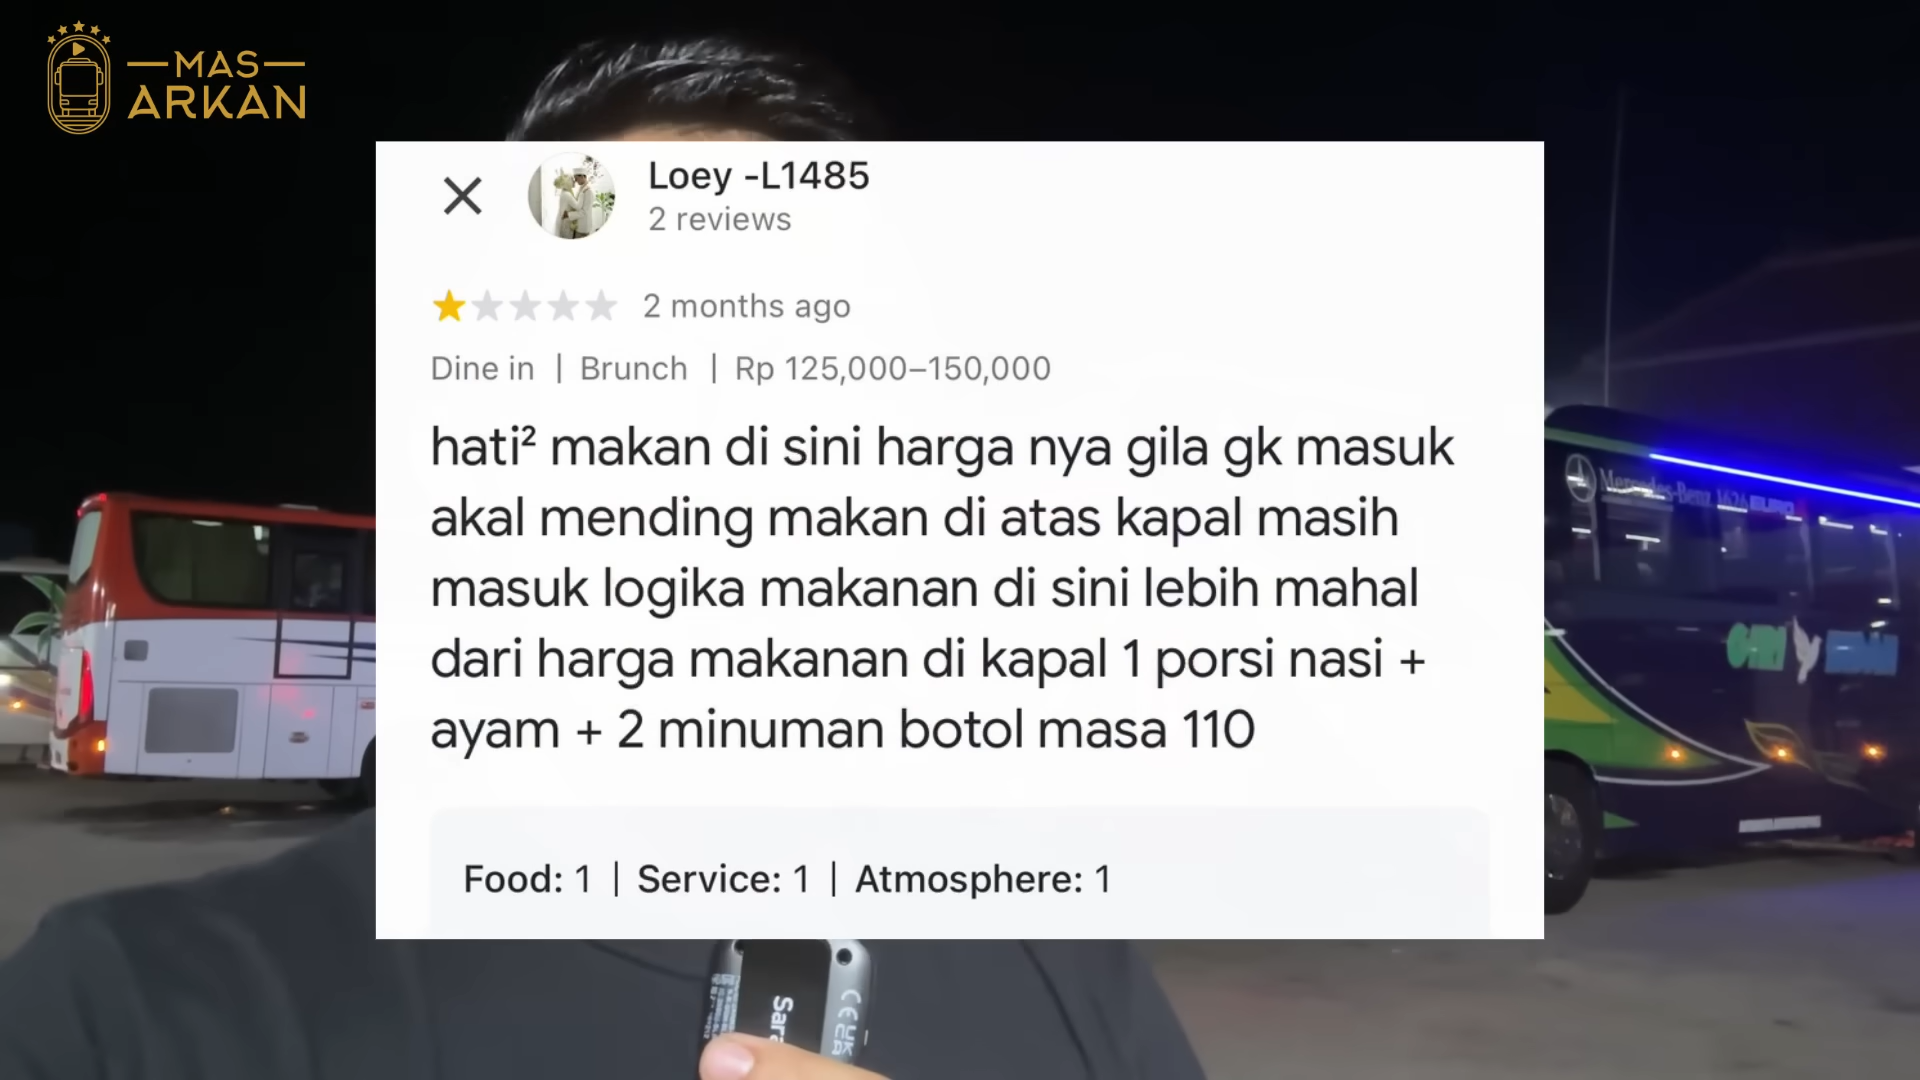 MAS
ARKAN
Loey -L1485
2 reviews
2 months ago
Dine in | Brunch | Rp 125,000–150,000
hati² makan di sini harga nya gila gk masuk
akal mending makan di atas kapal masih
masuk logika makanan di sini lebih mahal
dari harga makanan di kapal 1 porsi nasi +
ayam + 2 minuman botol masa 110
Food: 1 | Service: 1 | Atmosphere: 1
Mercedes-Benz 1626